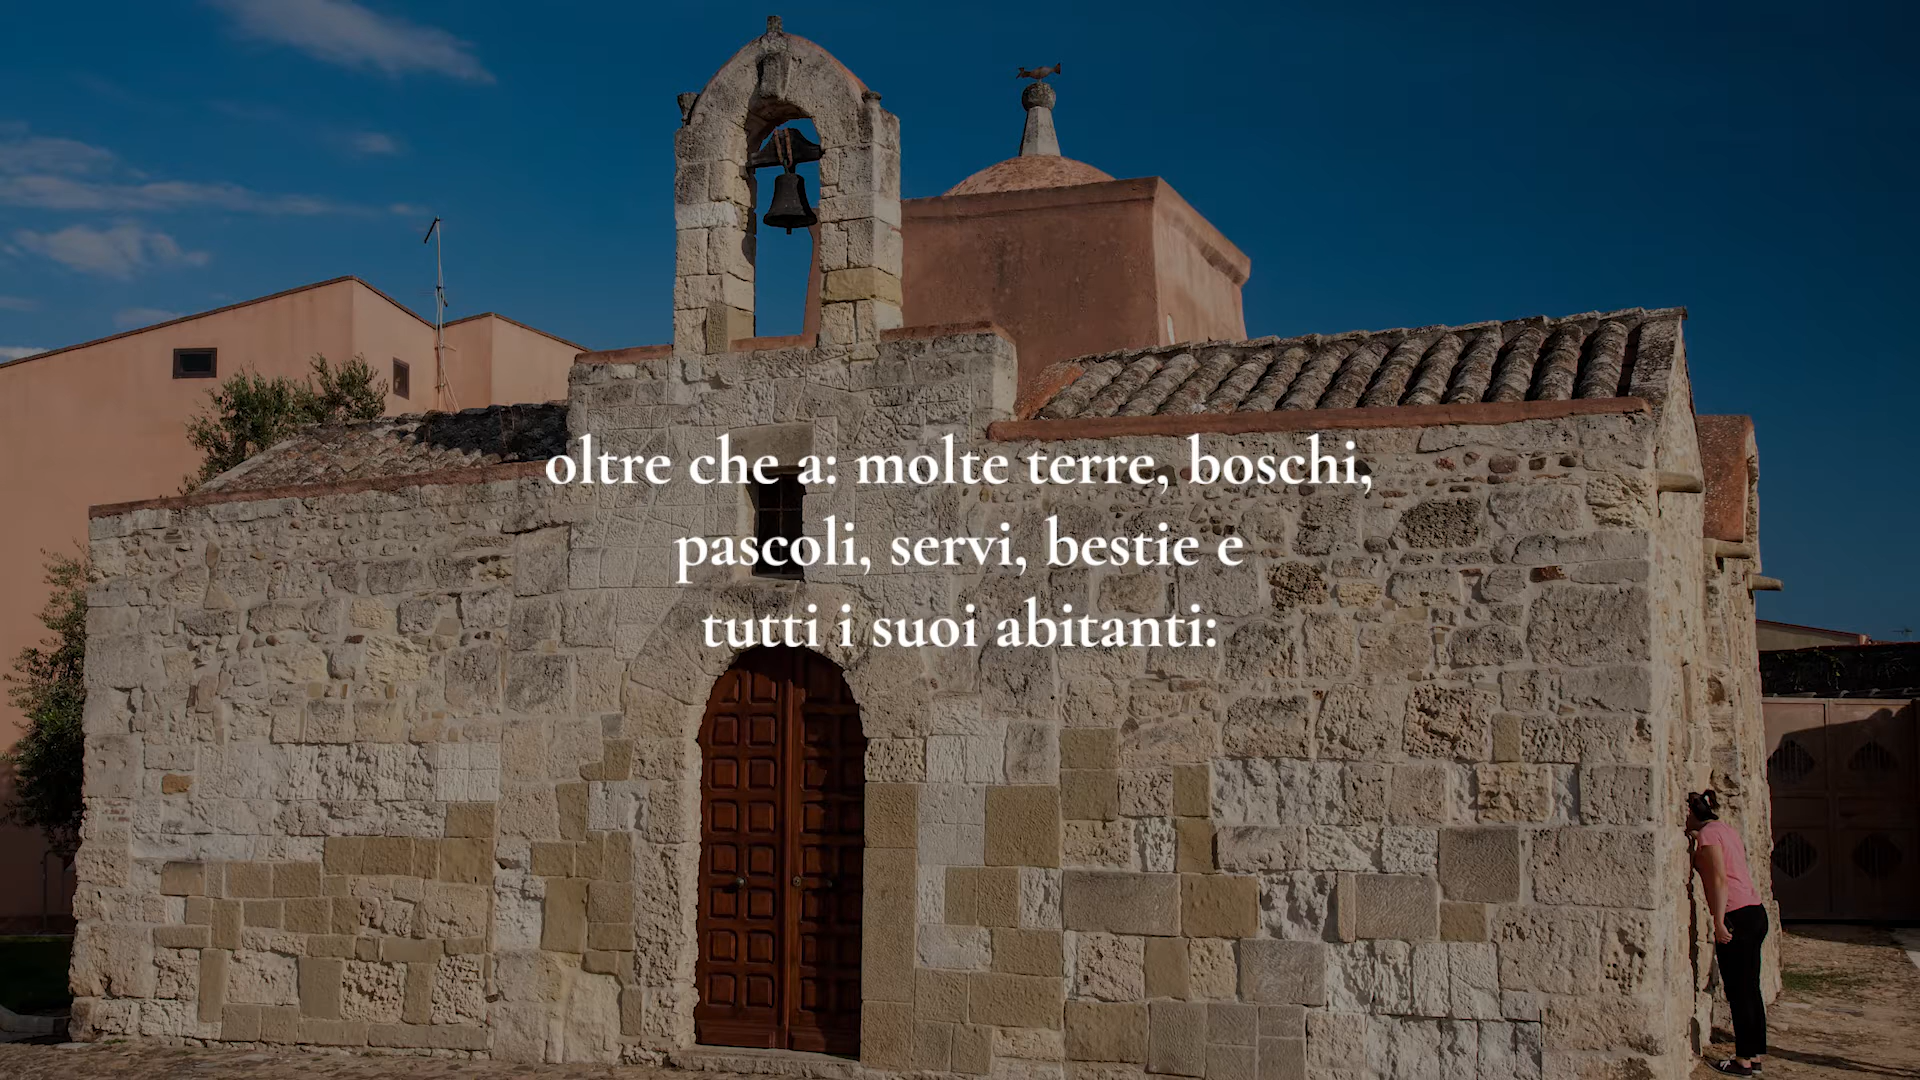 oltre che a: molte terre, boschi,
pascoli, servi, bestie e
tutti i suoi abitanti: